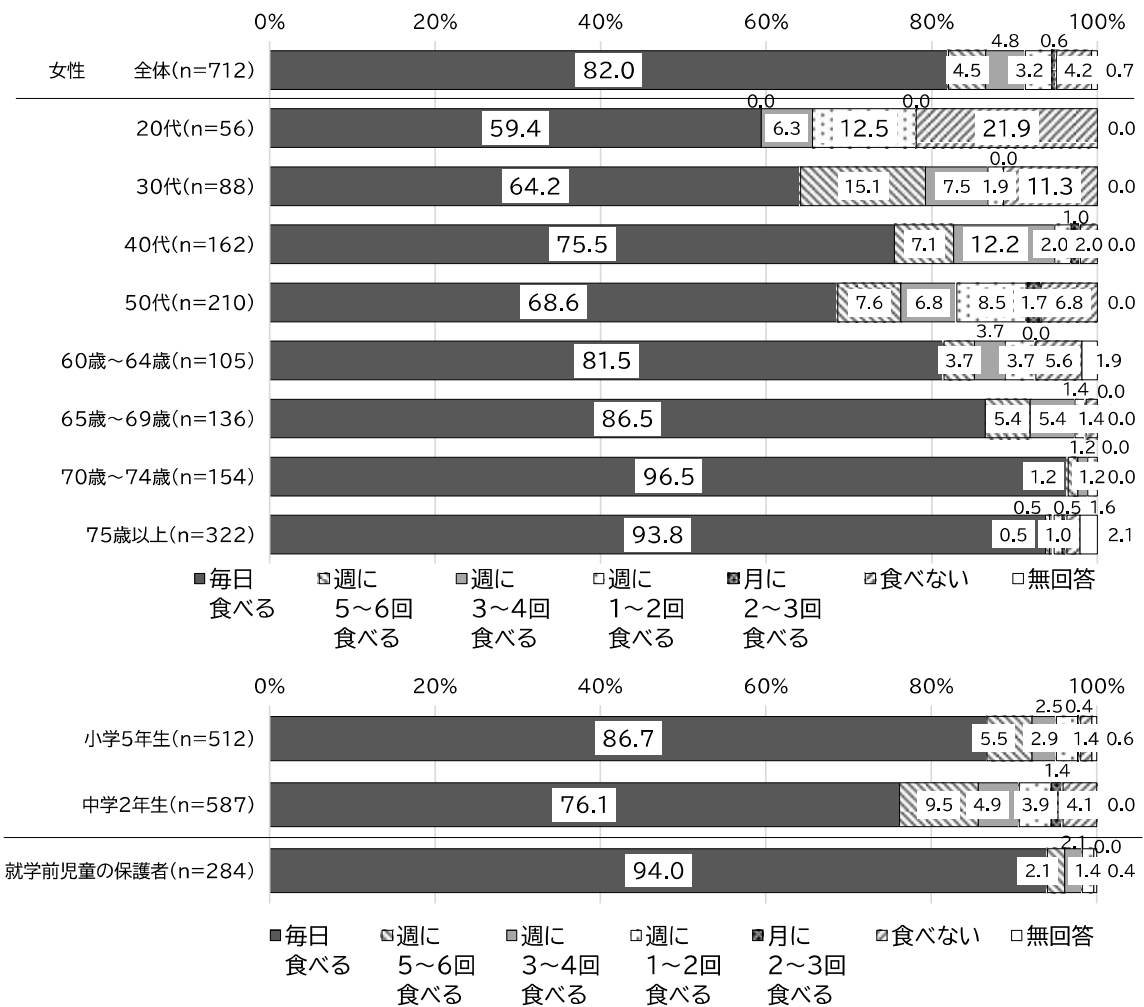 0% 20% 40% 60% 80% 100%
4.8 0.6
女性 全体(n=712) 82.0 4.5 3.2 4.2 0.7
0.0 0.0
20代(n=56) 59.4 6.3 12.5 21.9 0.0
0.0
30代(n=88) 64.2 15.1 7.5 1.9 11.3 0.0
1.0
40代(n=162) 75.5 7.1 12.2 2.0 2.0 0.0
50代(n=210) 68.6 7.6 6.8 8.5 1.7 6.8 0.0
3.7 0.0
60歳～64歳(n=105) 81.5 3.7 3.7 5.6 1.9
1.4 0.0
65歳～69歳(n=136) 86.5 5.4 5.4 1.4 0.0
1.2 0.0
70歳～74歳(n=154) 96.5 1.2 1.2 0.0
0.5 0.5 1.6
75歳以上(n=322) 93.8 0.5 1.0 2.1
毎日 週に 週に 週に 月に 食べない 無回答
食べる 5～6回 3～4回 1～2回 2～3回
食べる 食べる 食べる 食べる
0% 20% 40% 60% 80% 100%
2.5 0.4
小学5年生(n=512) 86.7 5.5 2.9 1.4 0.6
1.4
中学2年生(n=587) 76.1 9.5 4.9 3.9 4.1 0.0
2.1 0.0
就学前児童の保護者(n=284) 94.0 2.1 1.4 0.4
毎日 週に 週に 週に 月に 食べない 無回答
食べる 5～6回 3～4回 1～2回 2～3回
食べる 食べる 食べる 食べる